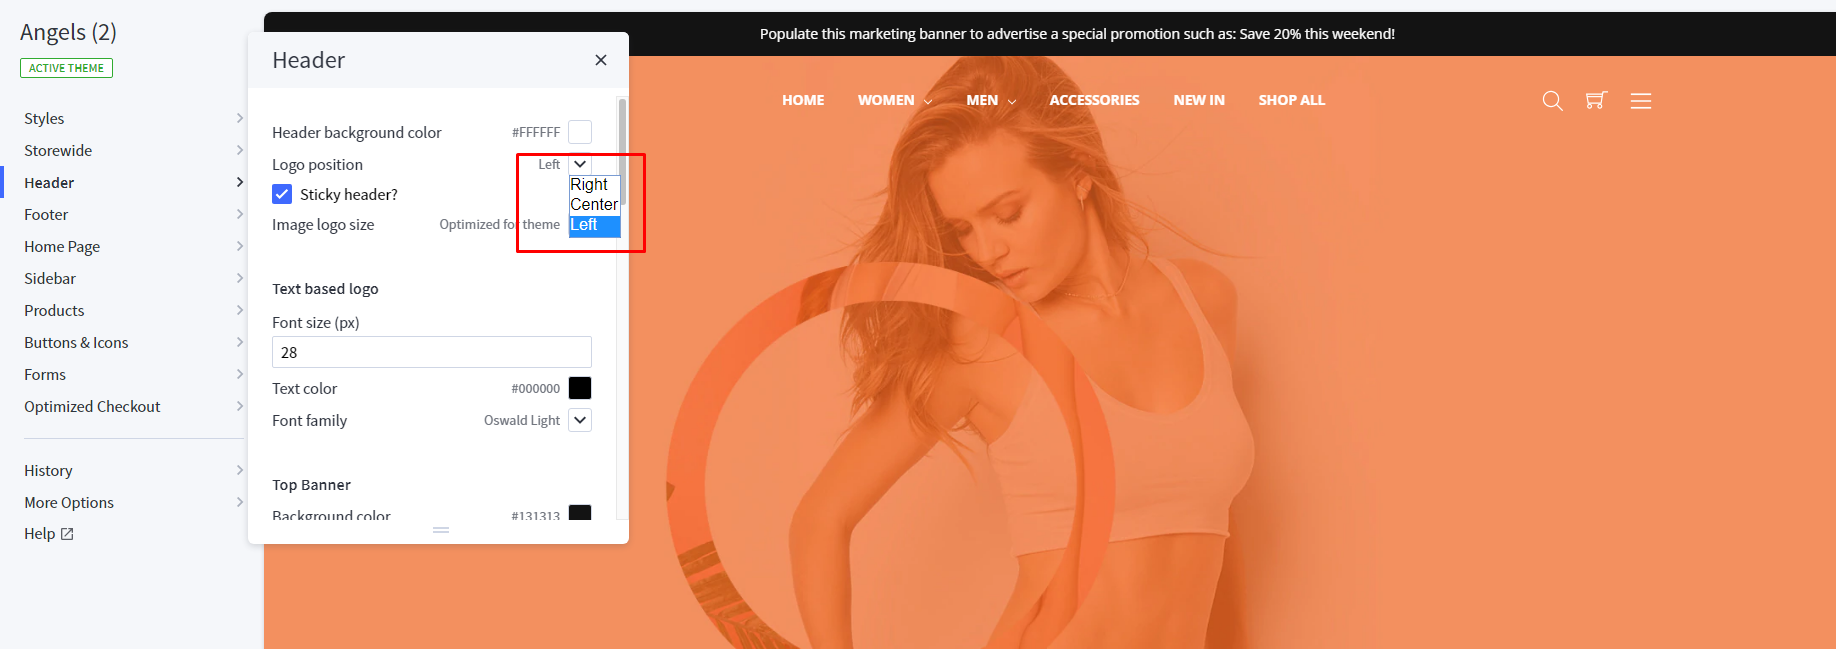 Angels (2)
ACTIVE THEME
Styles
Storewide
Header
Footer
Home Page
Sidebar
Products
Buttons & Icons
Forms
Optimized Checkout
History
More Options
Help
Header
Header background color #FFFFFF
Logo position Left
Right
Center
Left
Sticky header?
Image logo size Optimized for theme
Text based logo
Font size (px)
28
Text color #000000
Font family Oswald Light
Top Banner
Background color #131313
Populate this marketing banner to advertise a special promotion such as: Save 20% this weekend!
HOME WOMEN MEN ACCESSORIES NEW IN SHOP ALL